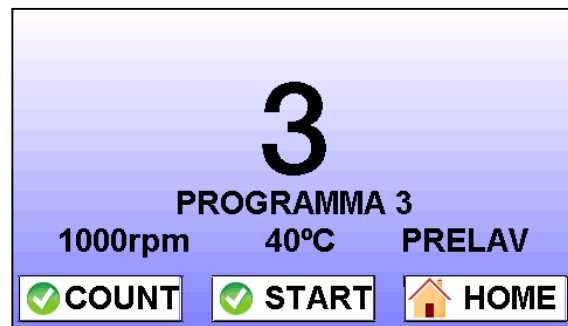 3
PROGRAMMA 3
1000rpm 40ºC PRELAV
COUNT START HOME